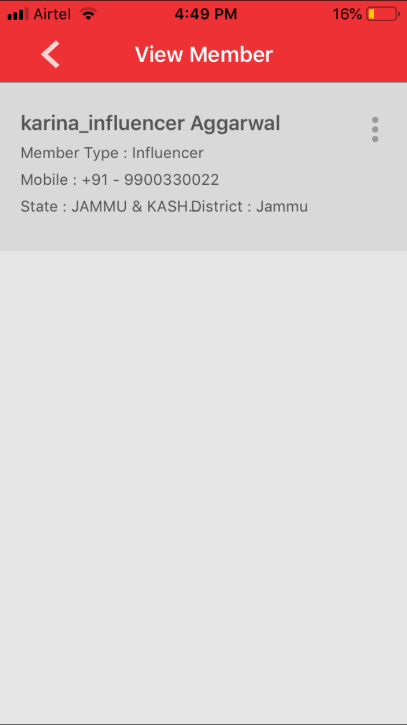 Airtel 4:49 PM 16%
View Member
karina_influencer Aggarwal
Member Type : Influencer
Mobile : +91 - 9900330022
State : JAMMU & KASH... District : Jammu